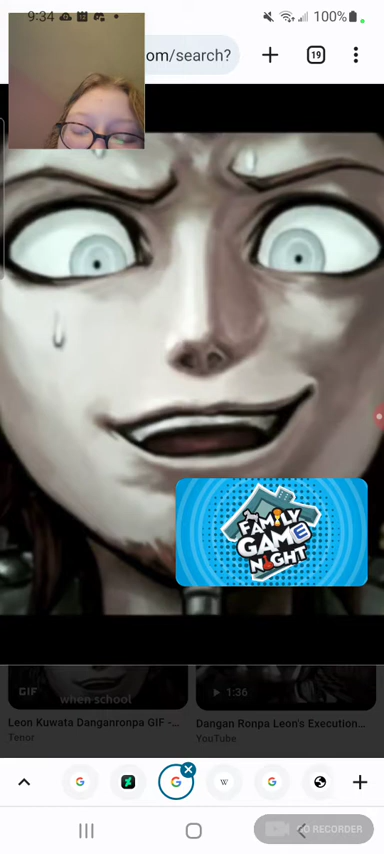 9:34
100%
om/search?
19
FAMILY
GAME
NIGHT
GIF
when school
1:36
Leon Kuwata Danganronpa GIF -...
Tenor
Dangan Ronpa Leon's Execution...
YouTube
W
GO RECORDER